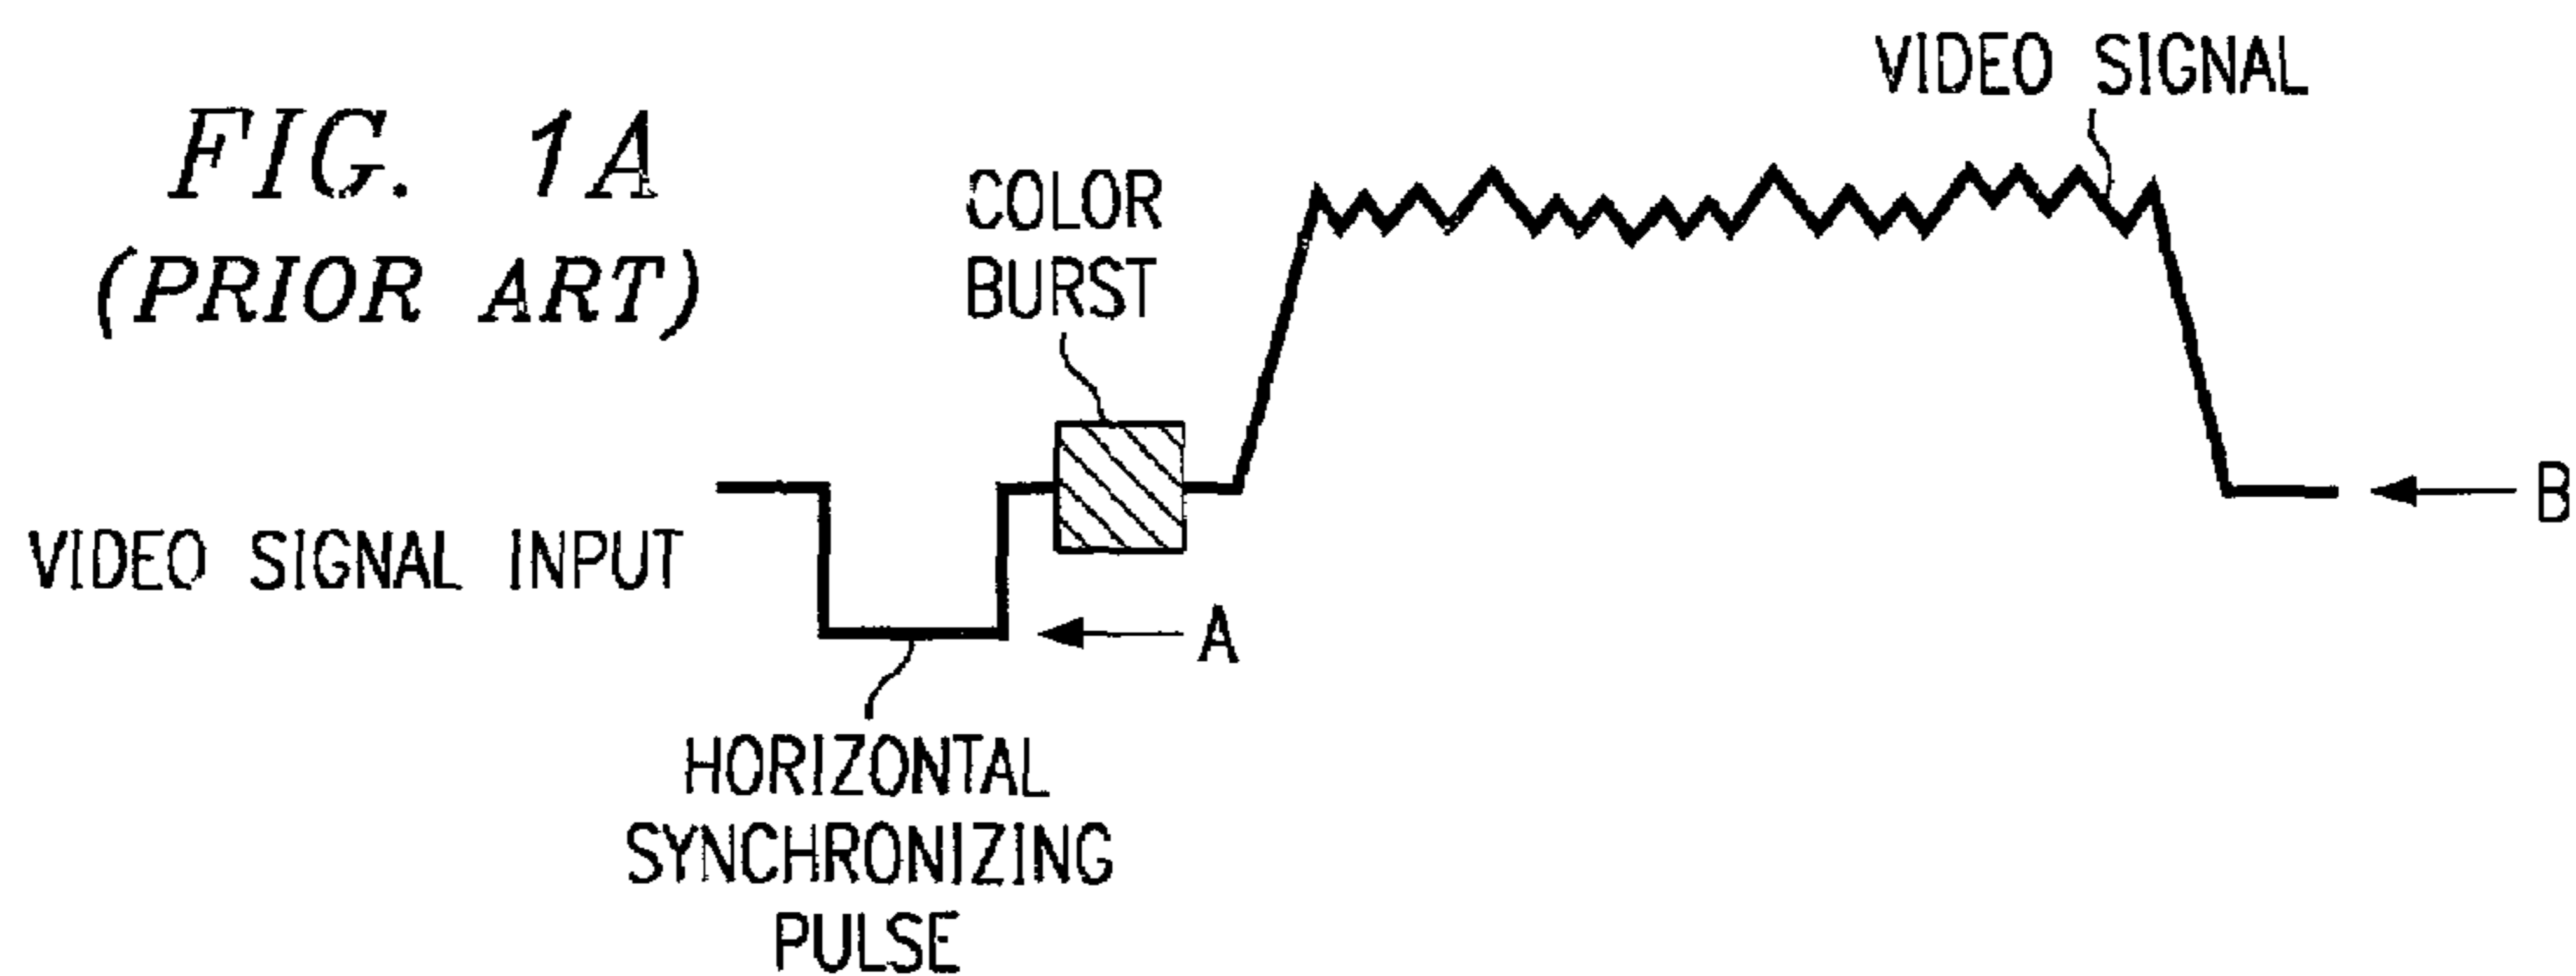 FIG. 1A
(PRIOR ART)
VIDEO SIGNAL
COLOR
BURST
VIDEO SIGNAL INPUT
A
B
HORIZONTAL
SYNCHRONIZING
PULSE